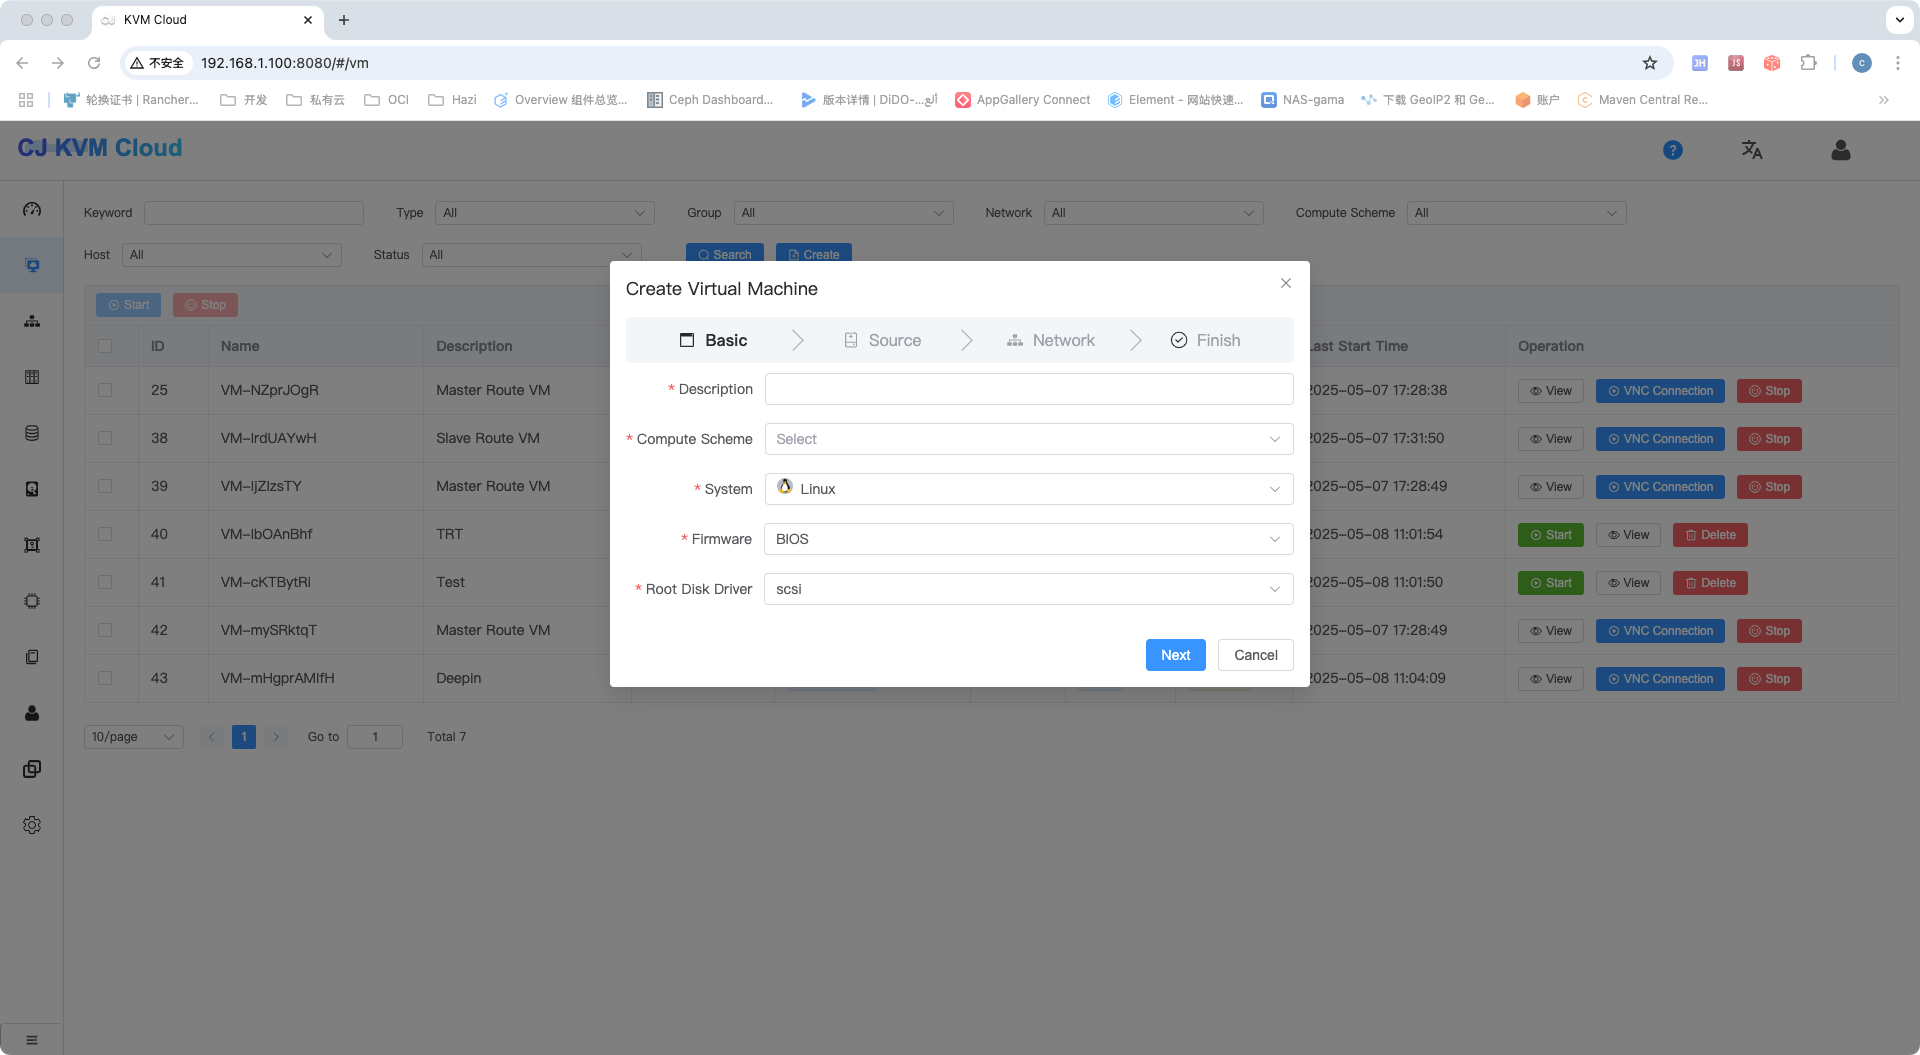 KVM Cloud
不安全
192.168.1.100:8080/#/vm
轮换证书 | Rancher...
开发
私有云
OCI
Hazi
Overview 组件总览...
Ceph Dashboard...
AppGallery Connect
Element - 网站快速...
NAS-gama
下载 GeoIP2 和 Ge...
账户
Maven Central Re...
CJ KVM Cloud
Keyword
Type All
Group All
Network All
Compute Scheme All
Host All
Status All
Search
Create
Start
Stop
ID Name Description Last Start Time Operation
25 VM-NZprJOgR Master Route VM 2025-05-07 17:28:38 View VNC Connection Stop
38 VM-lrdUAYwH Slave Route VM 2025-05-07 17:31:50 View VNC Connection Stop
39 VM-ljZlzsTY Master Route VM 2025-05-07 17:28:49 View VNC Connection Stop
40 VM-lbOAnBhf TRT 2025-05-08 11:01:54 Start View Delete
41 VM-cKTBytRi Test 2025-05-08 11:01:50 Start View Delete
42 VM-mySRktqT Master Route VM 2025-05-07 17:28:49 View VNC Connection Stop
43 VM-mHgprAMlfH Deepin 2025-05-08 11:04:09 View VNC Connection Stop
10/page
1
Go to 1
Total 7
Create Virtual Machine
Basic
Source
Network
Finish
* Description
* Compute Scheme Select
* System Linux
* Firmware BIOS
* Root Disk Driver scsi
Next
Cancel